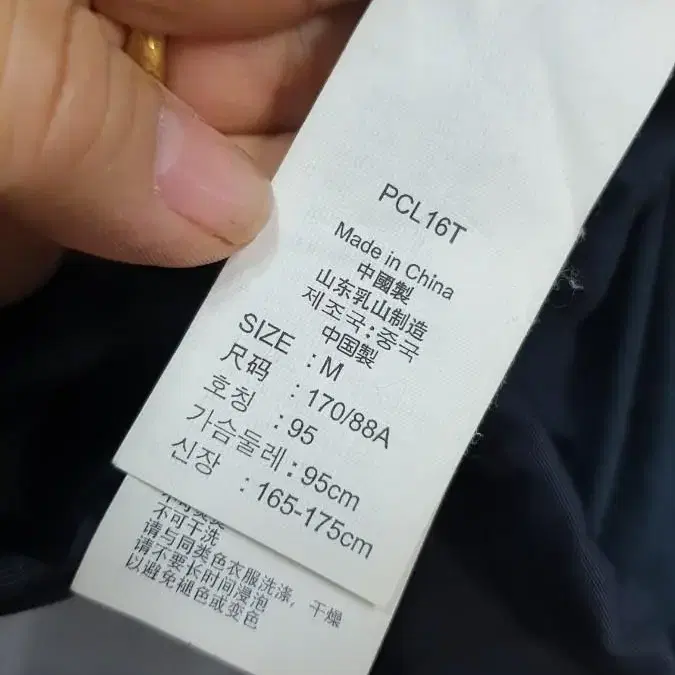 PCL16T
Made in China
中國製
山东乳山制造
제조국:중국
中国製
SIZE : M
尺码 : 170/88A
호칭 : 95
가슴둘레 : 95cm
신장 : 165-175cm
不可干洗
请与同类色衣服洗涤, 干燥
请不要长时间浸泡
以避免褪色或变色